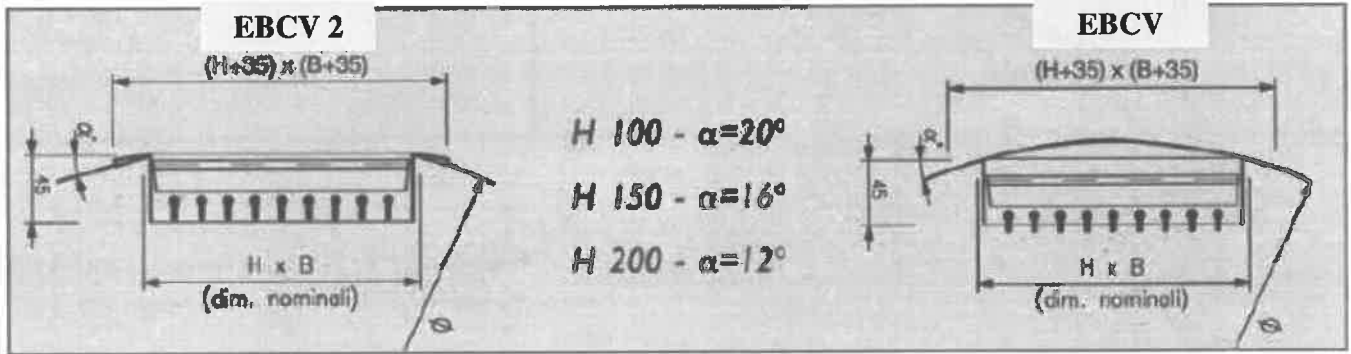 EBCV 2
(H+35) x (B+35)
α°
45
H x B
(dim. nominali)
Ø
H 100 - α=20°
H 150 - α=16°
H 200 - α=12°
EBCV
(H+35) x (B+35)
α°
45
H x B
(dim. nominali)
Ø